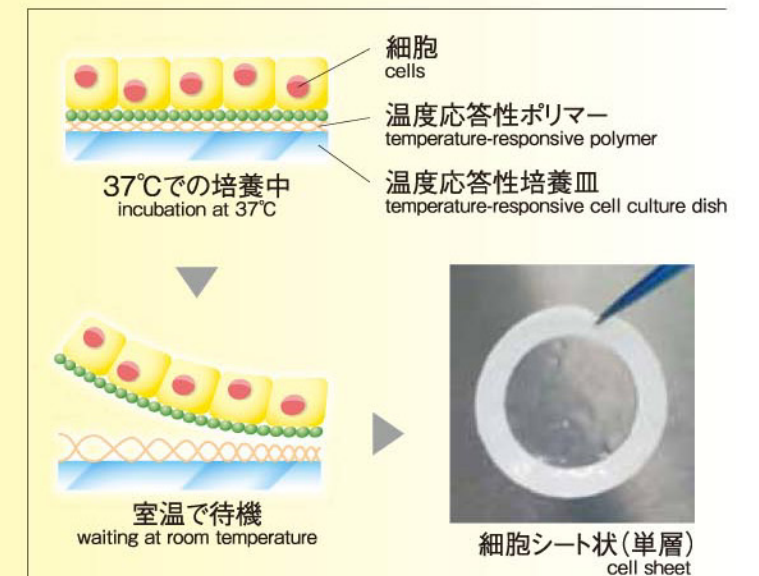 細胞
cells
温度応答性ポリマー
temperature-responsive polymer
温度応答性培養皿
temperature-responsive cell culture dish
37℃での培養中
incubation at 37℃
室温で待機
waiting at room temperature
細胞シート状(単層)
cell sheet